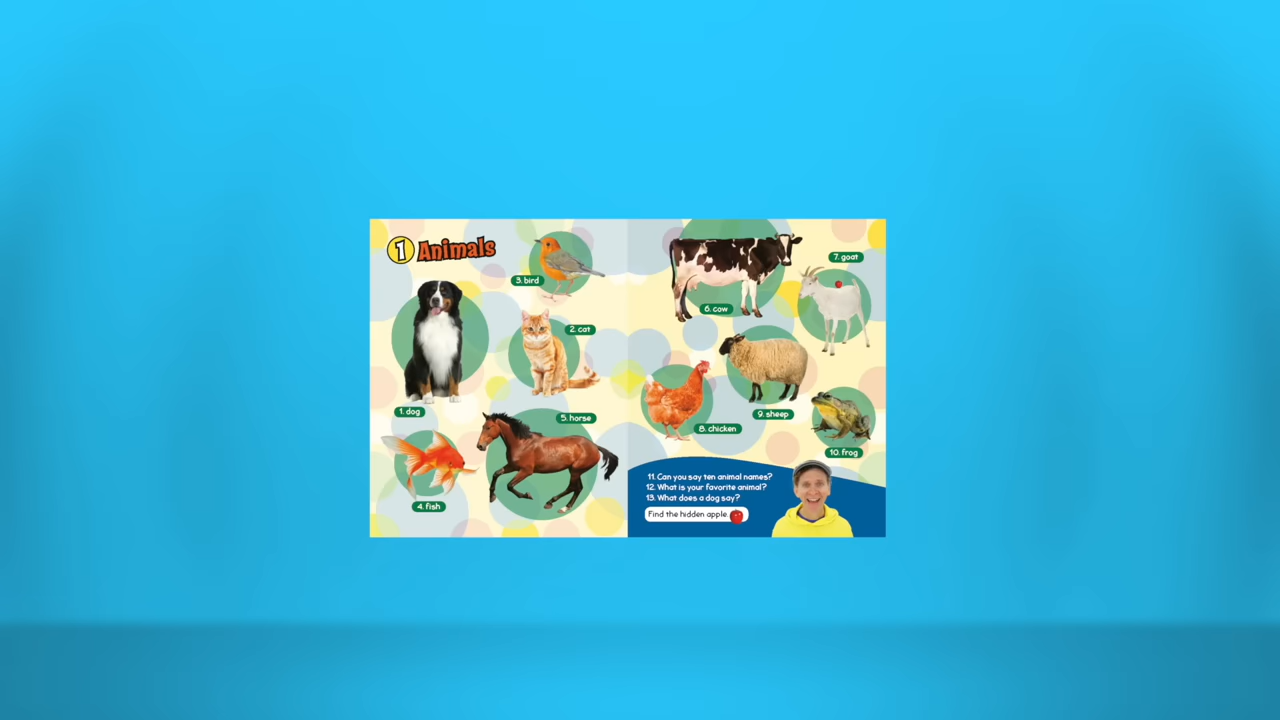 1 Animals
3. bird
2. cat
1. dog
5. horse
4. fish
7. goat
6. cow
9. sheep
8. chicken
10. frog
11. Can you say ten animal names?
12. What is your favorite animal?
13. What does a dog say?
Find the hidden apple.